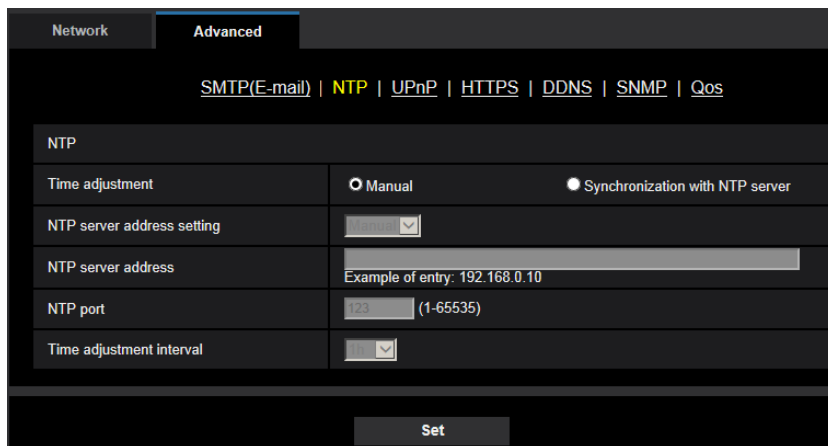 Network Advanced
SMTP(E-mail) | NTP | UPnP | HTTPS | DDNS | SNMP | Qos
NTP
Time adjustment Manual Synchronization with NTP server
NTP server address setting Manual
NTP server address
Example of entry: 192.168.0.10
NTP port 123 (1-65535)
Time adjustment interval 1h
Set